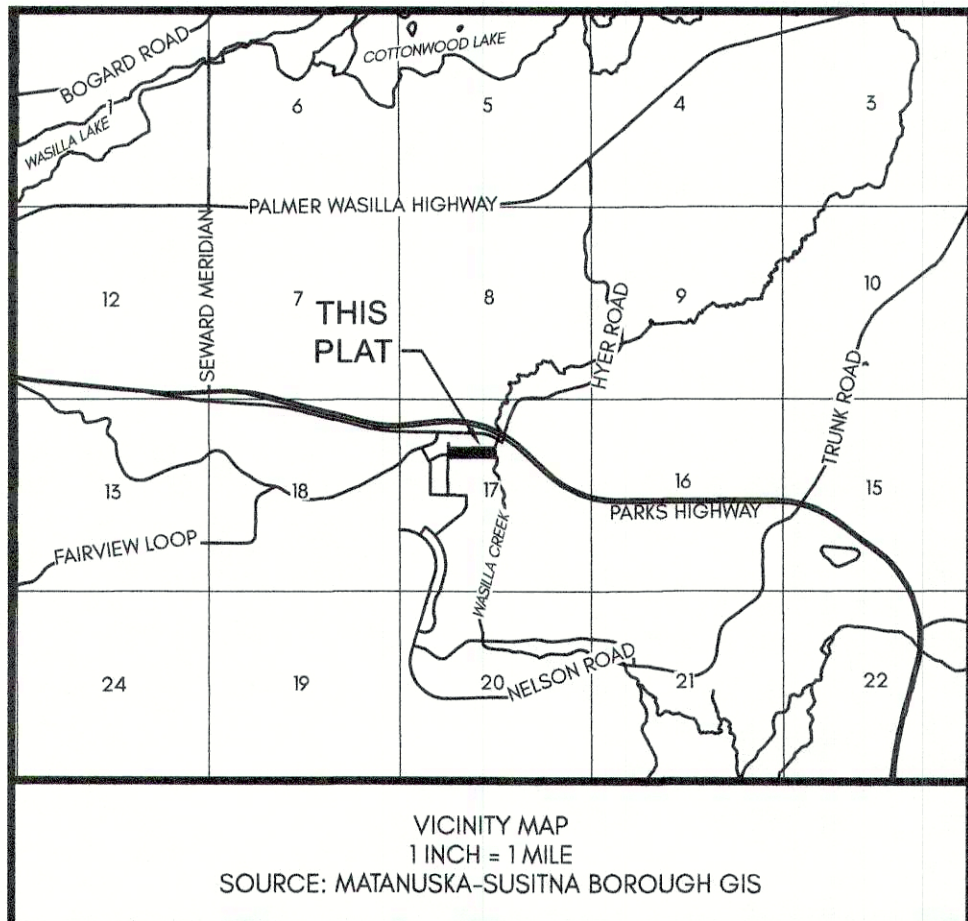 BOGARD ROAD
COTTONWOOD LAKE
1
6
5
4
3
WASILLA LAKE
PALMER WASILLA HIGHWAY
SEWARD MERIDIAN
12
7
8
9
10
THIS
PLAT
HYER ROAD
TRUNK ROAD
13
18
17
16
15
PARKS HIGHWAY
FAIRVIEW LOOP
WASILLA CREEK
24
19
20
NELSON ROAD
21
22
VICINITY MAP
1 INCH = 1 MILE
SOURCE: MATANUSKA-SUSITNA BOROUGH GIS